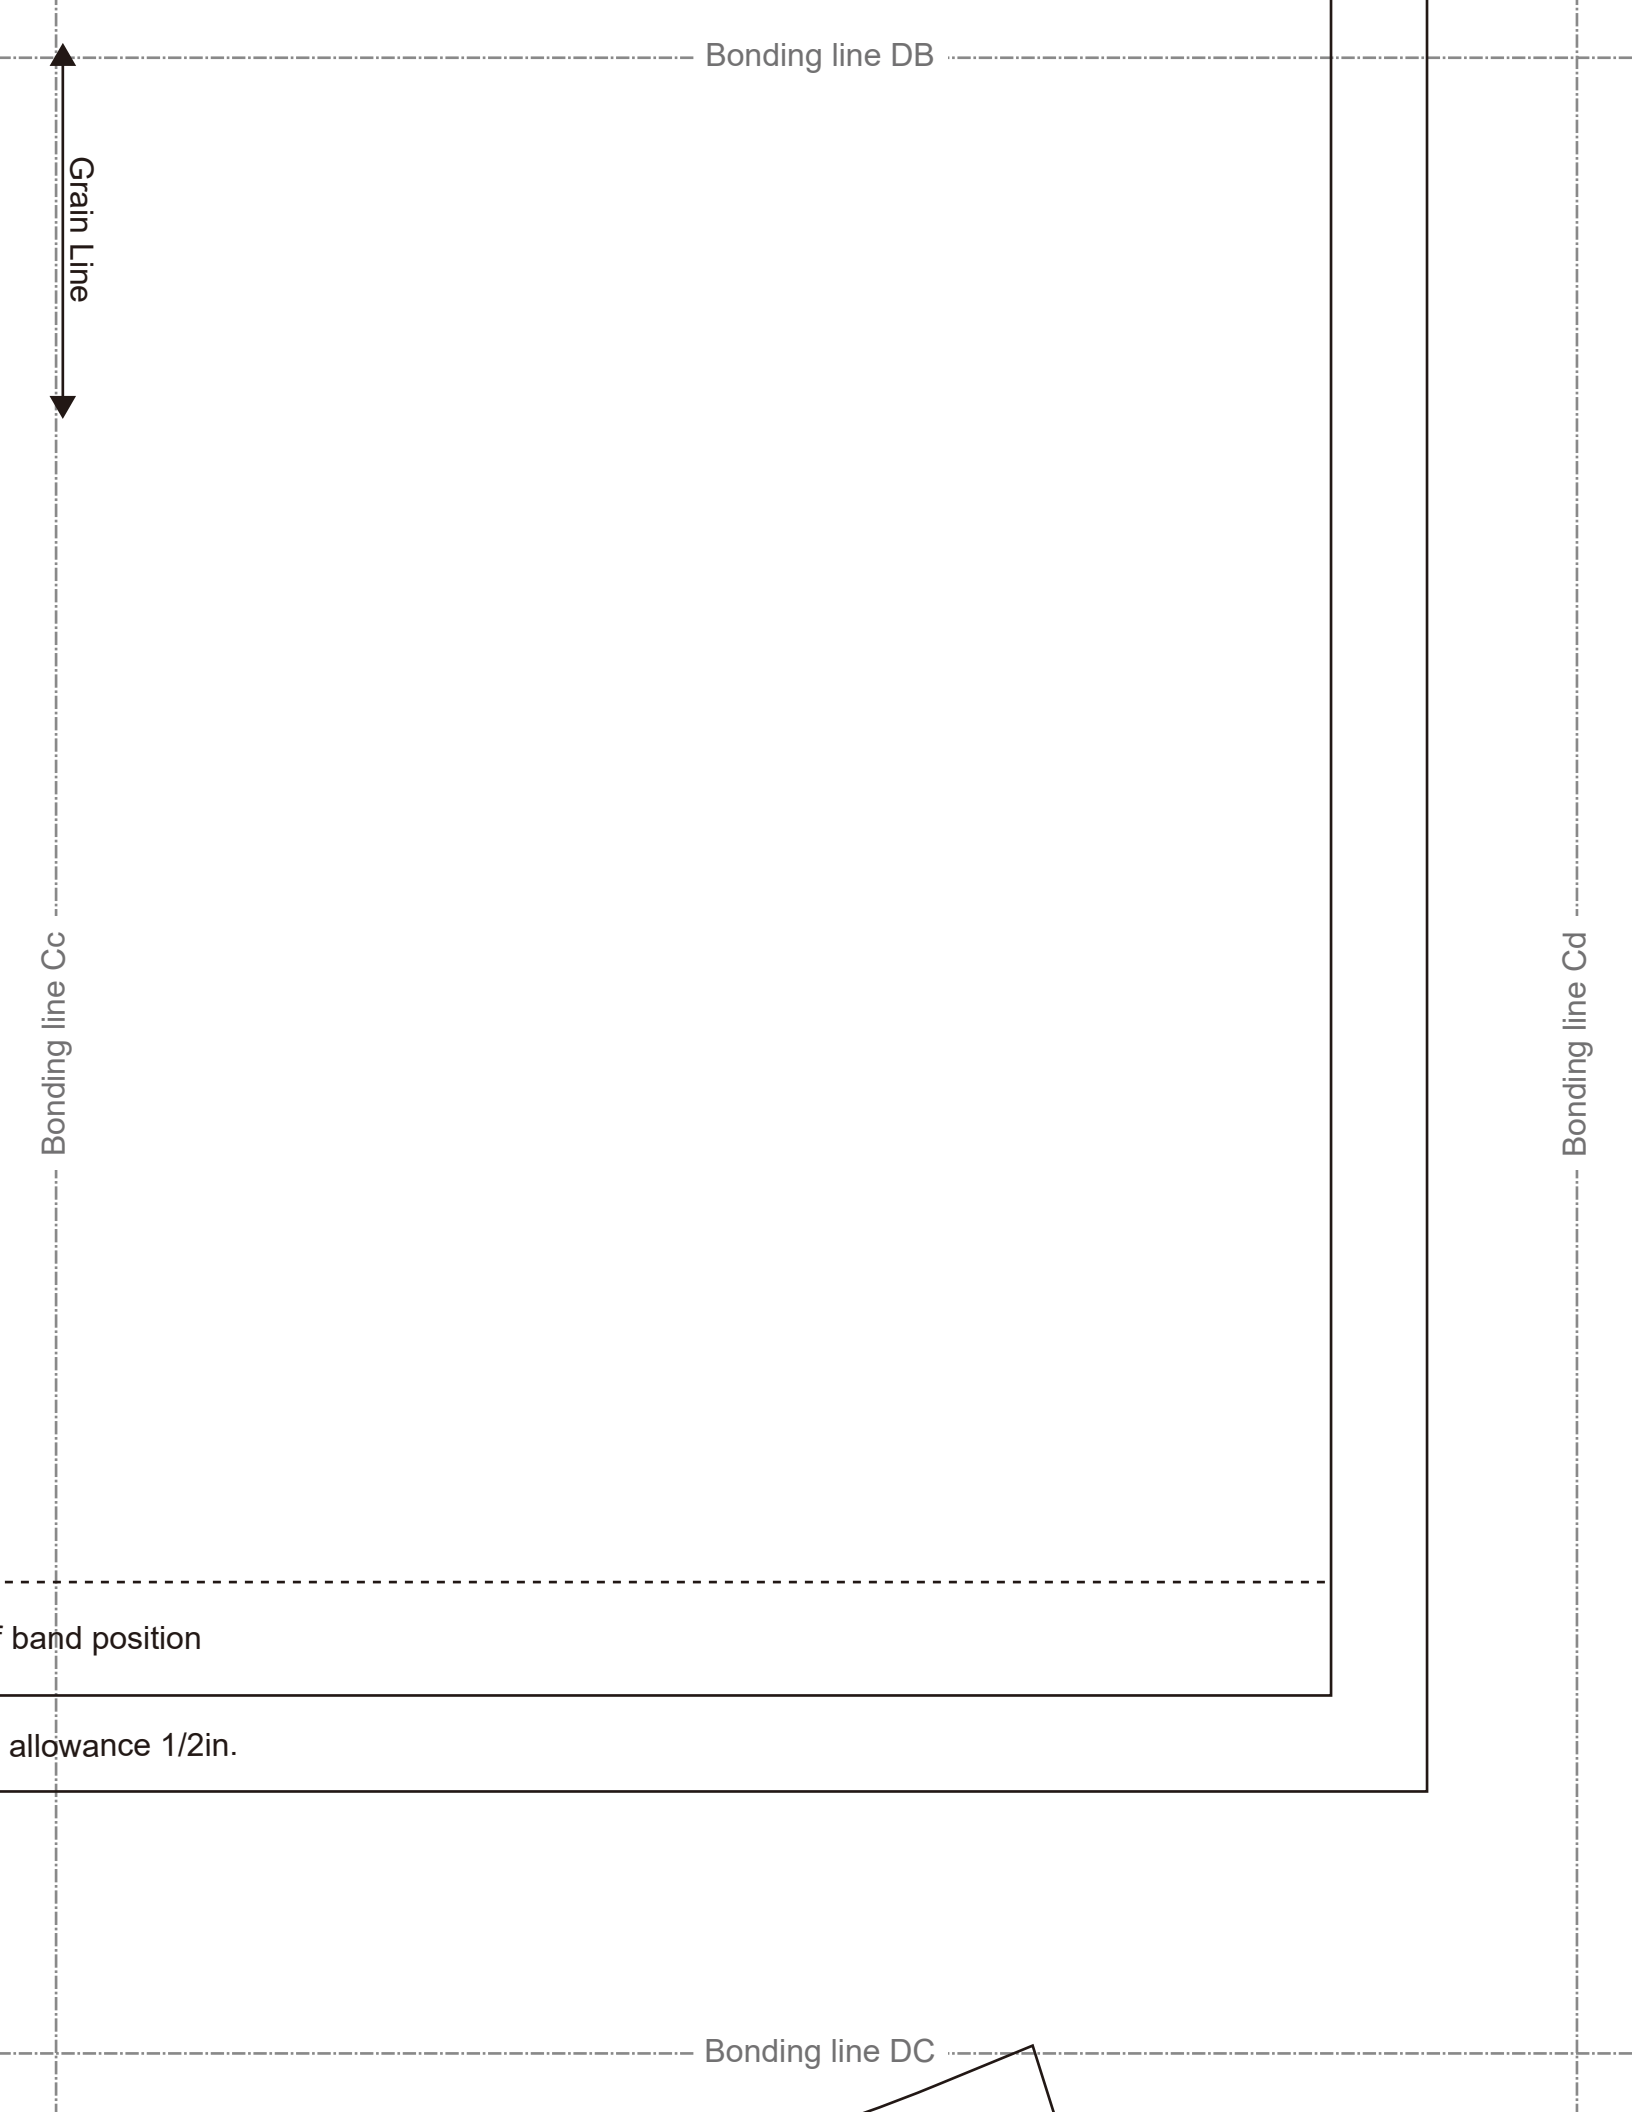 Bonding line DB
Grain Line
Bonding line Cc
Bonding line Cd
band position
allowance 1/2in.
Bonding line DC